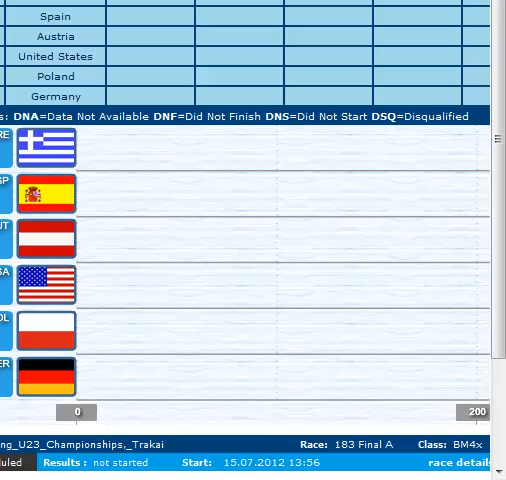 Spain
Austria
United States
Poland
Germany
s: DNA=Data Not Available DNF=Did Not Finish DNS=Did Not Start DSQ=Disqualified
RE
SP
UT
SA
OL
ER
0 200
ng_U23_Championships,_Trakai Race: 183 Final A Class: BM4x
uled Results : not started Start: 15.07.2012 13:56 race details